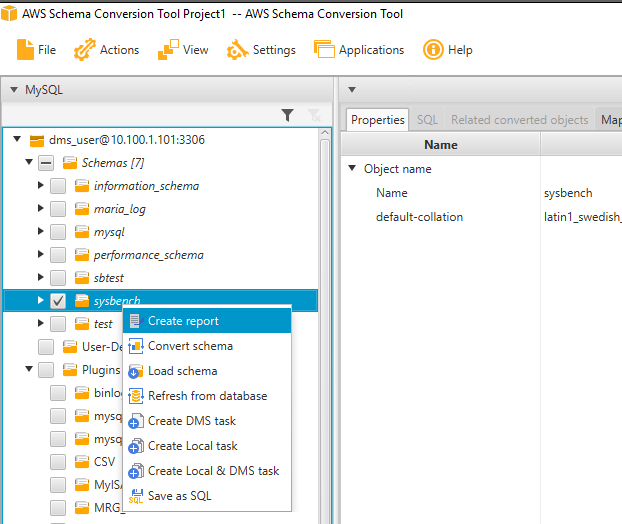 AWS Schema Conversion Tool Project1 -- AWS Schema Conversion Tool
File Actions View Settings Applications Help
MySQL
Properties SQL Related converted objects
Name
dms_user@10.100.1.101:3306
Schemas [7]
Object name
information_schema
Name sysbench
maria_log
default-collation latin1_swedish_
mysql
performance_schema
sbtest
sysbench
test
Create report
User-De
Convert schema
Plugins
Load schema
binlo
Refresh from database
mysq
Create DMS task
mysq
Create Local task
CSV
Create Local & DMS task
MyISA
Save as SQL
SQL
MRG_